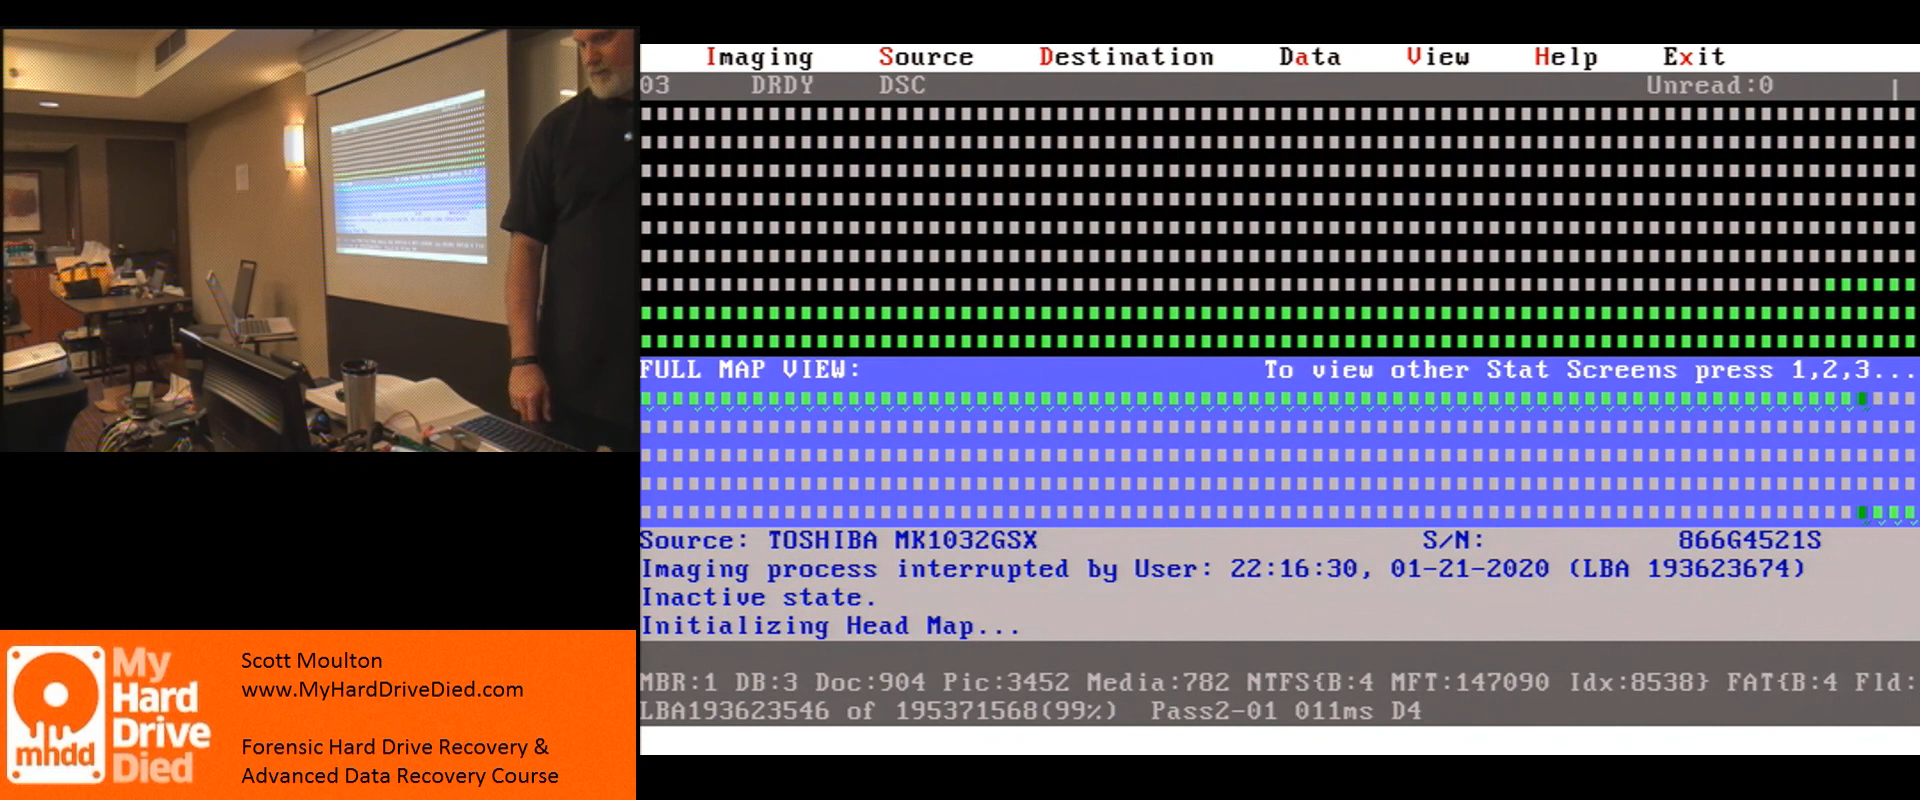 Imaging Source Destination Data View Help Exit
03 DRDY DSC Unread:0
FULL MAP VIEW: To view other Stat Screens press 1,2,3...
Source: TOSHIBA MK1032GSX S/N: 866G4521S
Imaging process interrupted by User: 22:16:30, 01-21-2020 (LBA 193623674)
Inactive state.
Initializing Head Map...
MBR:1 DB:3 Doc:904 Pic:3452 Media:782 NTFS{B:4 MFT:147090 Idx:8538} FAT{B:4 Fld:
LBA193623546 of 195371568(99%) Pass2-01 011ms D4
My
Hard
Drive
Died
mhdd
Scott Moulton
www.MyHardDriveDied.com
Forensic Hard Drive Recovery &
Advanced Data Recovery Course